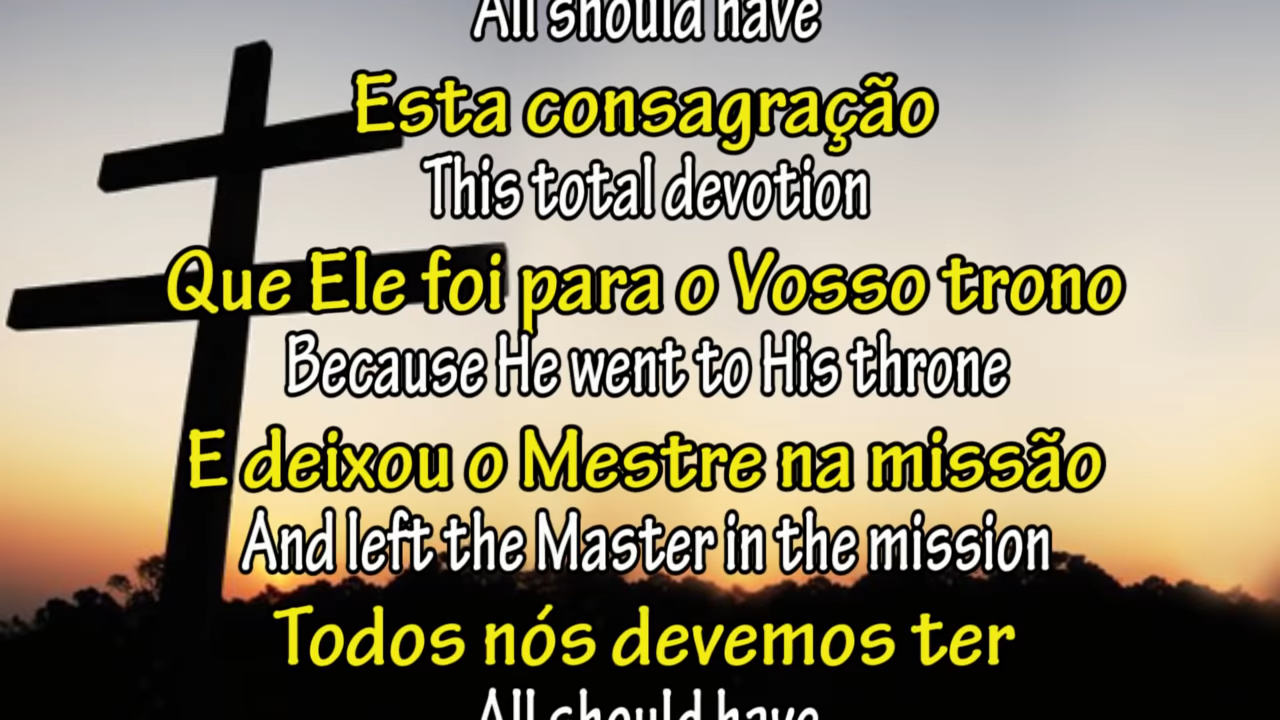 All should have
Esta consagração
This total devotion
Que Ele foi para o Vosso trono
Because He went to His throne
E deixou o Mestre na missão
And left the Master in the mission
Todos nós devemos ter
All should have